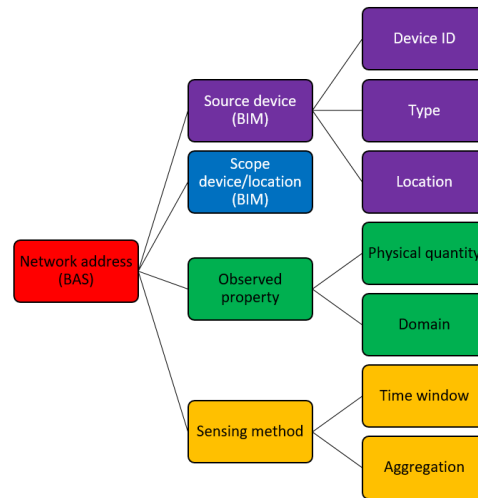 Network address
(BAS)
Source device
(BIM)
Device ID
Type
Location
Scope
device/location
(BIM)
Observed
property
Physical quantity
Domain
Sensing method
Time window
Aggregation